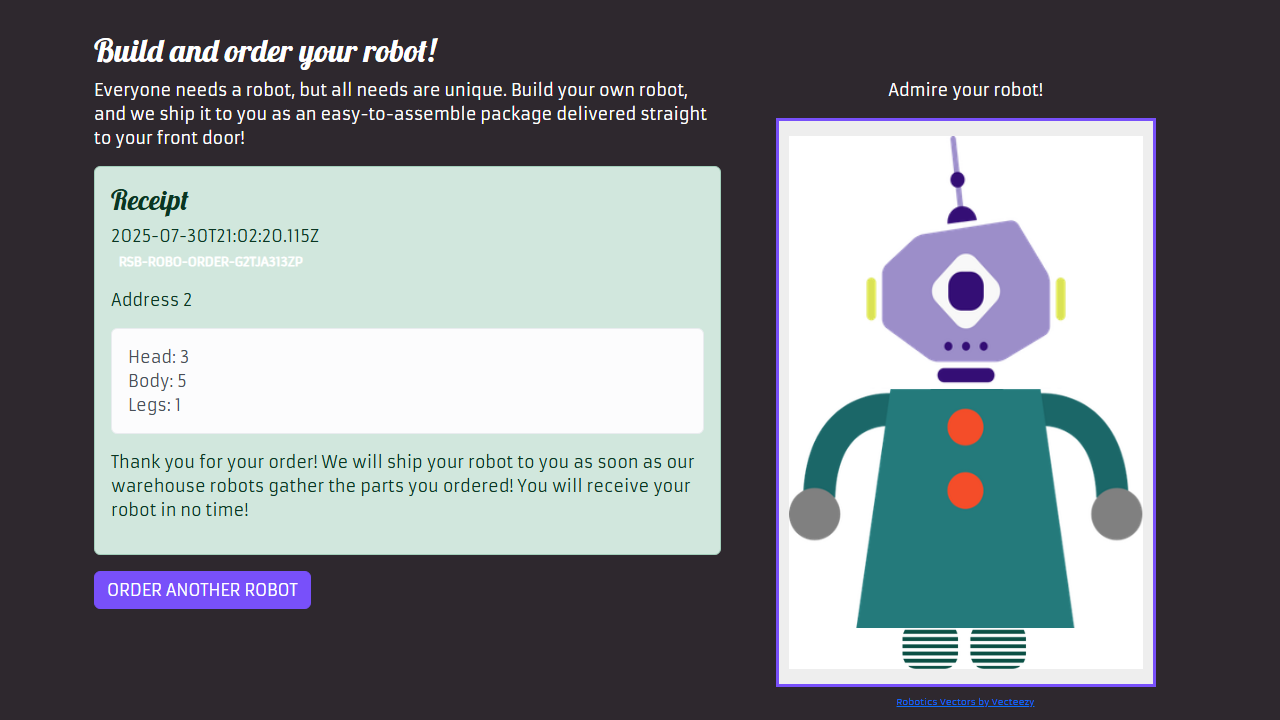 Build and order your robot!
Everyone needs a robot, but all needs are unique. Build your own robot,
and we ship it to you as an easy-to-assemble package delivered straight
to your front door!
Receipt
2025-07-30T21:02:20.115Z
RSB-ROBO-ORDER-G2TJA313ZP
Address 2
Head: 3
Body: 5
Legs: 1
Thank you for your order! We will ship your robot to you as soon as our
warehouse robots gather the parts you ordered! You will receive your
robot in no time!
ORDER ANOTHER ROBOT
Admire your robot!
Robotics Vectors by Vecteezy